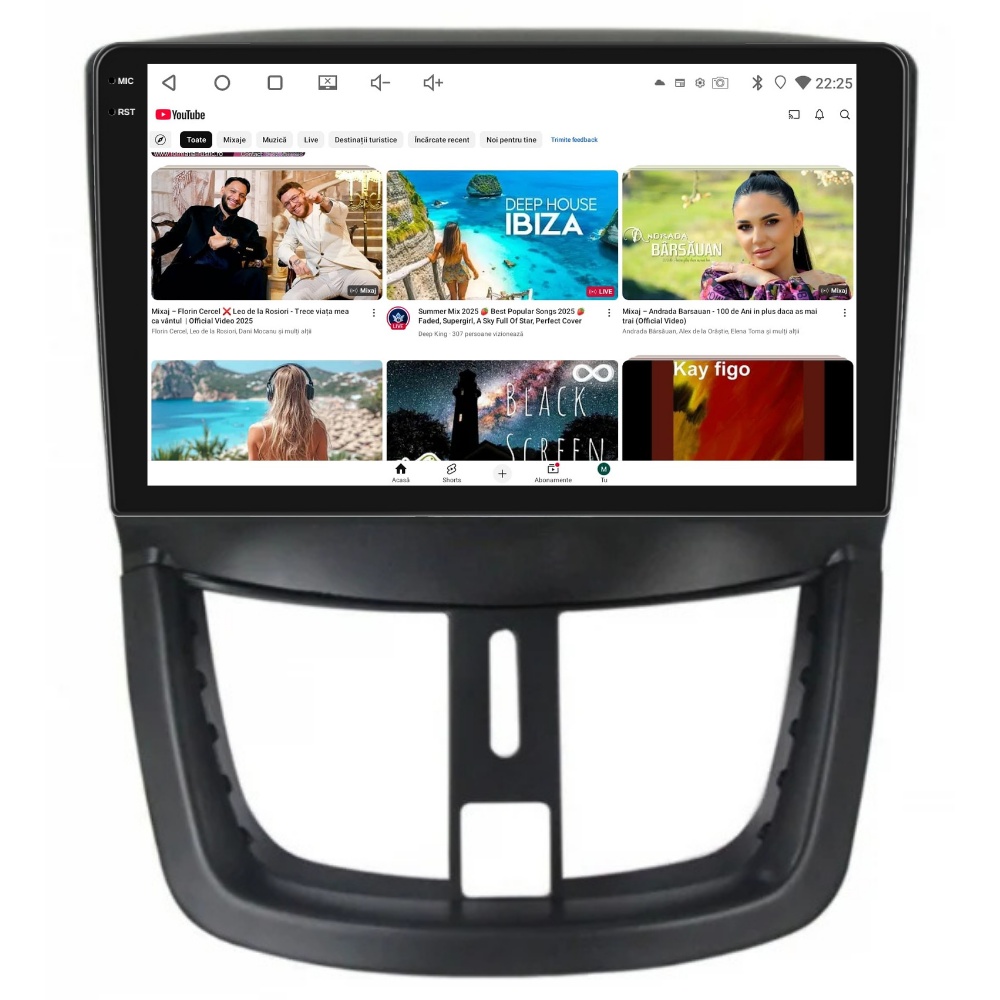 MIC
22:25
RST
YouTube
Toate
Mixaje
Muzică
Live
Destinații turistice
Încărcate recent
Noi pentru tine
Trimite feedback
DEEP HOUSE
IBIZA
LIVE
ANDRADA
BÂRSĂUAN
Mixaj
Mixaj
Mixaj – Florin Cercel ❌ Leo de la Rosiori - Trece viața mea
ca vântul | Official Video 2025
Florin Cercel, Leo de la Rosiori, Dani Mocanu și mulți alții
LIVE
Summer Mix 2025 🍓 Best Popular Songs 2025 🍓
Faded, Supergirl, A Sky Full Of Star, Perfect Cover
Deep King · 307 persoane vizionează
Mixaj – Andrada Barsauan - 100 de Ani in plus daca as mai
trai (Official Video)
Andrada Bârsăuan, Alex de la Orăștie, Elena Toma și mulți alții
BLACK
SCREEN
Kay figo
Acasă
Shorts
Abonamente
M
Tu